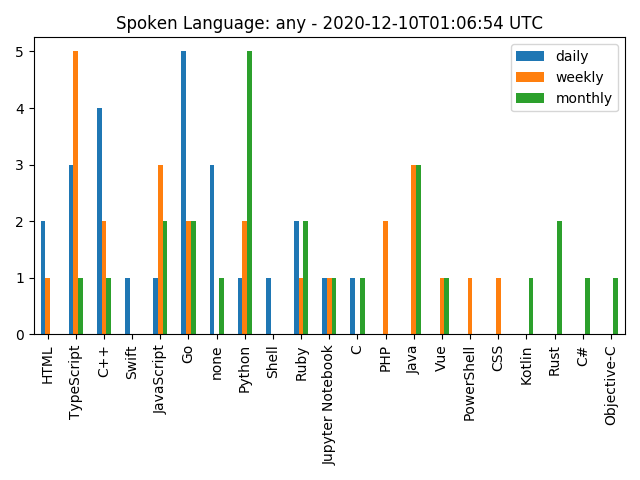 Spoken Language: any - 2020-12-10T01:06:54 UTC
daily
weekly
monthly
5
4
3
2
1
0
HTML
TypeScript
C++
Swift
JavaScript
Go
none
Python
Shell
Ruby
Jupyter Notebook
C
PHP
Java
Vue
PowerShell
CSS
Kotlin
Rust
C#
Objective-C